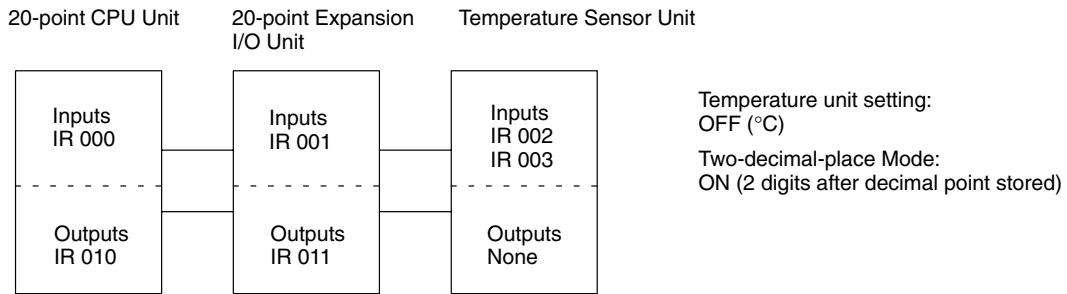 20-point CPU Unit
20-point Expansion
I/O Unit
Temperature Sensor Unit
Inputs
IR 000
Outputs
IR 010
Inputs
IR 001
Outputs
IR 011
Inputs
IR 002
IR 003
Outputs
None
Temperature unit setting:
OFF (°C)
Two-decimal-place Mode:
ON (2 digits after decimal point stored)